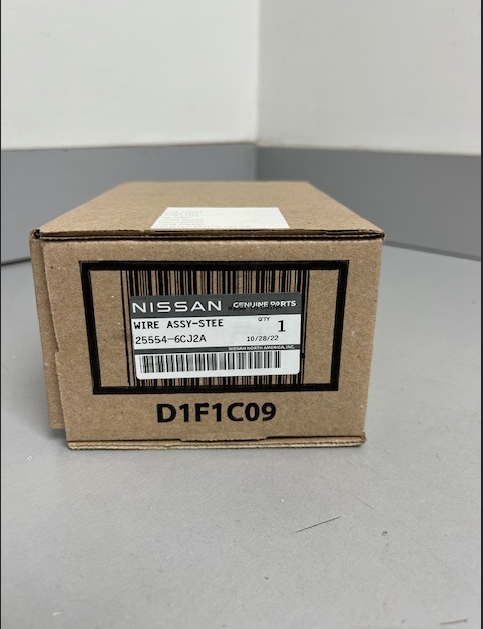 NISSAN GENUINE PARTS
WIRE ASSY-STEE QTY 1
25554-6CJ2A 10/28/22
NISSAN NORTH AMERICA, INC.
D1F1C09